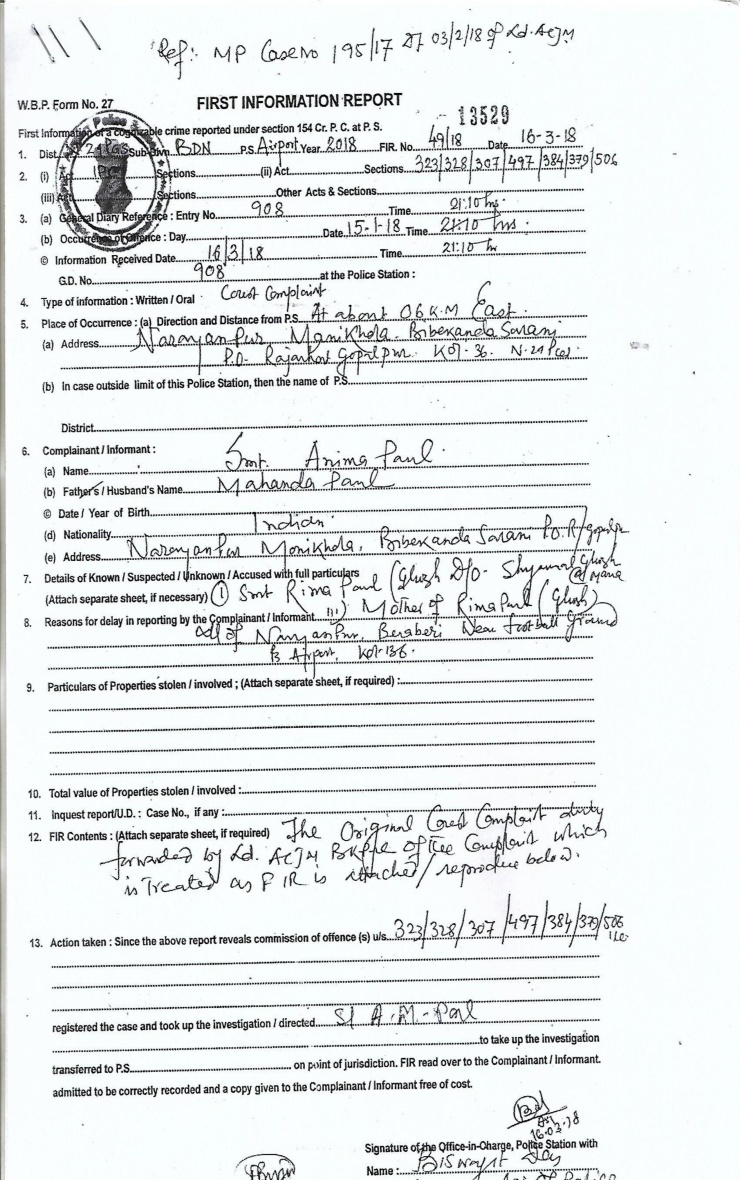 Ref: MP Case No 195/17 dt 03/2/18 of Ld. ACJM
W.B.P. Form No. 27
FIRST INFORMATION REPORT
13529
First Information of a cognizable crime reported under section 154 Cr. P. C. at P. S.
1. Dist. 24 PGS Sub-Divn. BDN P.S. Airport Year 2018 FIR. No. 49/18 Date 16-3-18
2. (i) Act IPC Sections (ii) Act Sections 323/328/307/497/384/379/506
(iii) Act Sections Other Acts & Sections
3. (a) General Diary Reference : Entry No. 908 Time 21:10 hrs.
(b) Occurrence of Offence : Day Date 15-1-18 Time 21:10 hrs.
© Information Received Date 16/3/18 Time 21:10 hr
G.D. No. 908 at the Police Station :
4. Type of information : Written / Oral Corest Complaint
5. Place of Occurrence : (a) Direction and Distance from P.S. At about 06 K.M East.
(a) Address Narayanpur Manikhola, Bibekanda Sarani
P.O- Rajarhat Gopalpur Kol-36. N-24 Pgs.
(b) In case outside limit of this Police Station, then the name of P.S.
District
6. Complainant / Informant :
(a) Name Smt. Anima Paul.
(b) Father's / Husband's Name Mahanda Paul
© Date / Year of Birth
(d) Nationality Indian
(e) Address Narayanpur Monikhola, Bibekanda Sarani P.O. R/gopalpur
7. Details of Known / Suspected / Unknown / Accused with full particulars
(Attach separate sheet, if necessary) (1) Smt Rima Paul (Ghosh) D/O- Shyamal Ghosh @ Mana
8. Reasons for delay in reporting by the Complainant / Informant (11) Mother of Rima Paul (Ghosh)
all of Narayanpur, Beraberi Near football ground
PS Airport, Kol-136.
9. Particulars of Properties stolen / involved ; (Attach separate sheet, if required) :
10. Total value of Properties stolen / involved :
11. Inquest report/U.D. : Case No., if any :
12. FIR Contents : (Attach separate sheet, if required) The Original Corest Complaint duly
forwarded by Ld. ACJM of the Complaint which
is Treated as FIR is attached / reproduce below.
13. Action taken : Since the above report reveals commission of offence (s) u/s. 323/328/307/497/384/379/506
registered the case and took up the investigation / directed SI A.M. Paul
to take up the investigation
transferred to P.S. on point of jurisdiction. FIR read over to the Complainant / Informant.
admitted to be correctly recorded and a copy given to the Complainant / Informant free of cost.
16-03-18
Signature of the Office-in-Charge, Police Station with
Name : Biswajit Dey
of Police